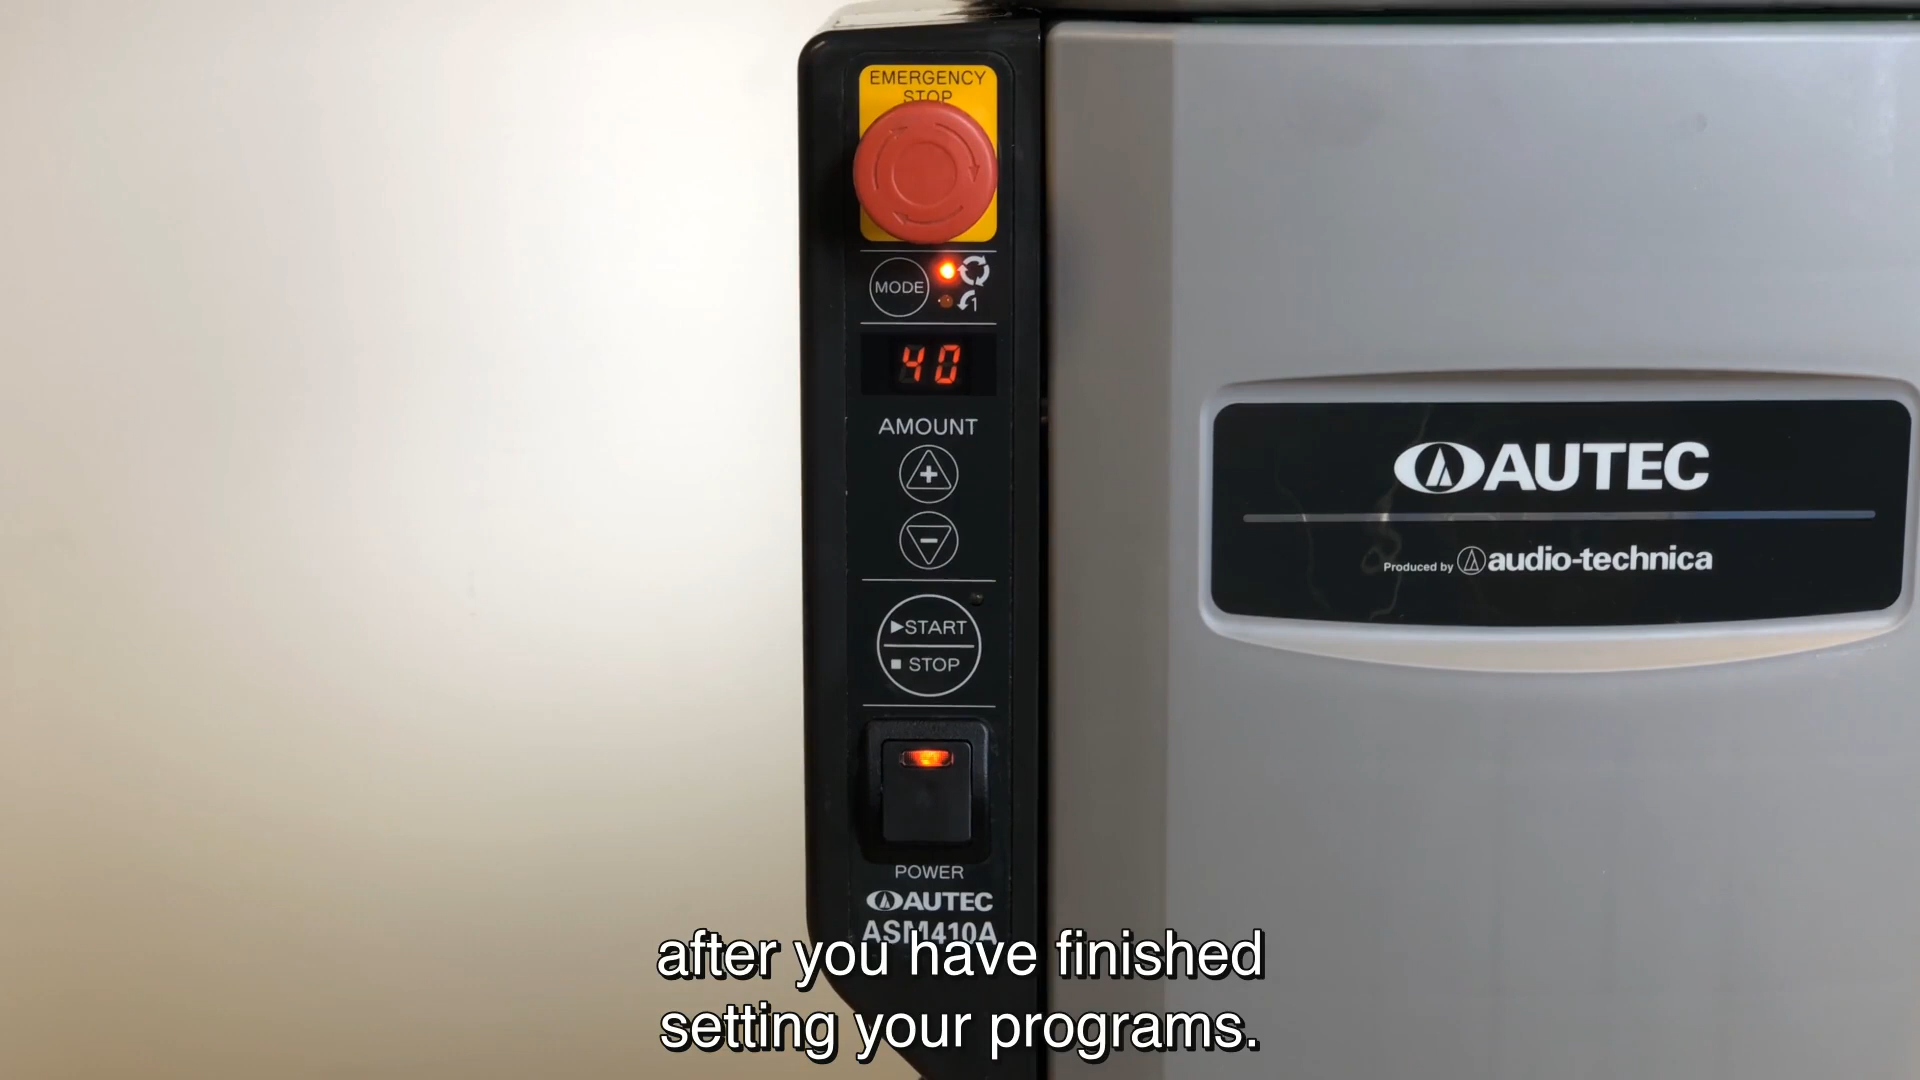 EMERGENCY
STOP
MODE
1
40
AMOUNT
+
-
▶START
■ STOP
POWER
AUTEC
ASM410A
AUTEC
Produced by audio-technica
after you have finished
setting your programs.